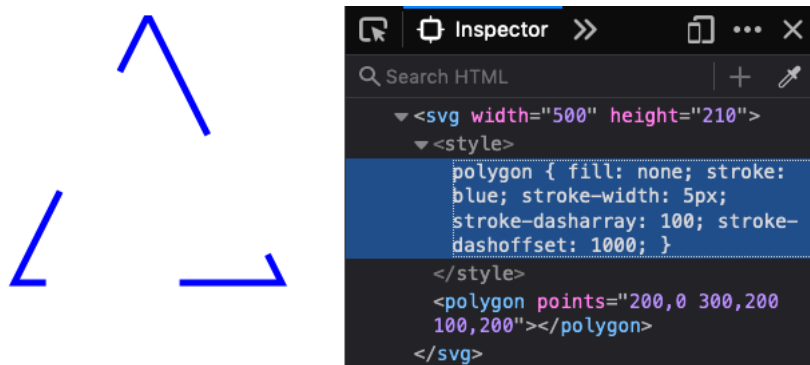 Inspector
Search HTML
<svg width="500" height="210">
<style>
polygon { fill: none; stroke:
blue; stroke-width: 5px;
stroke-dasharray: 100; stroke-
dashoffset: 1000; }
</style>
<polygon points="200,0 300,200
100,200"></polygon>
</svg>